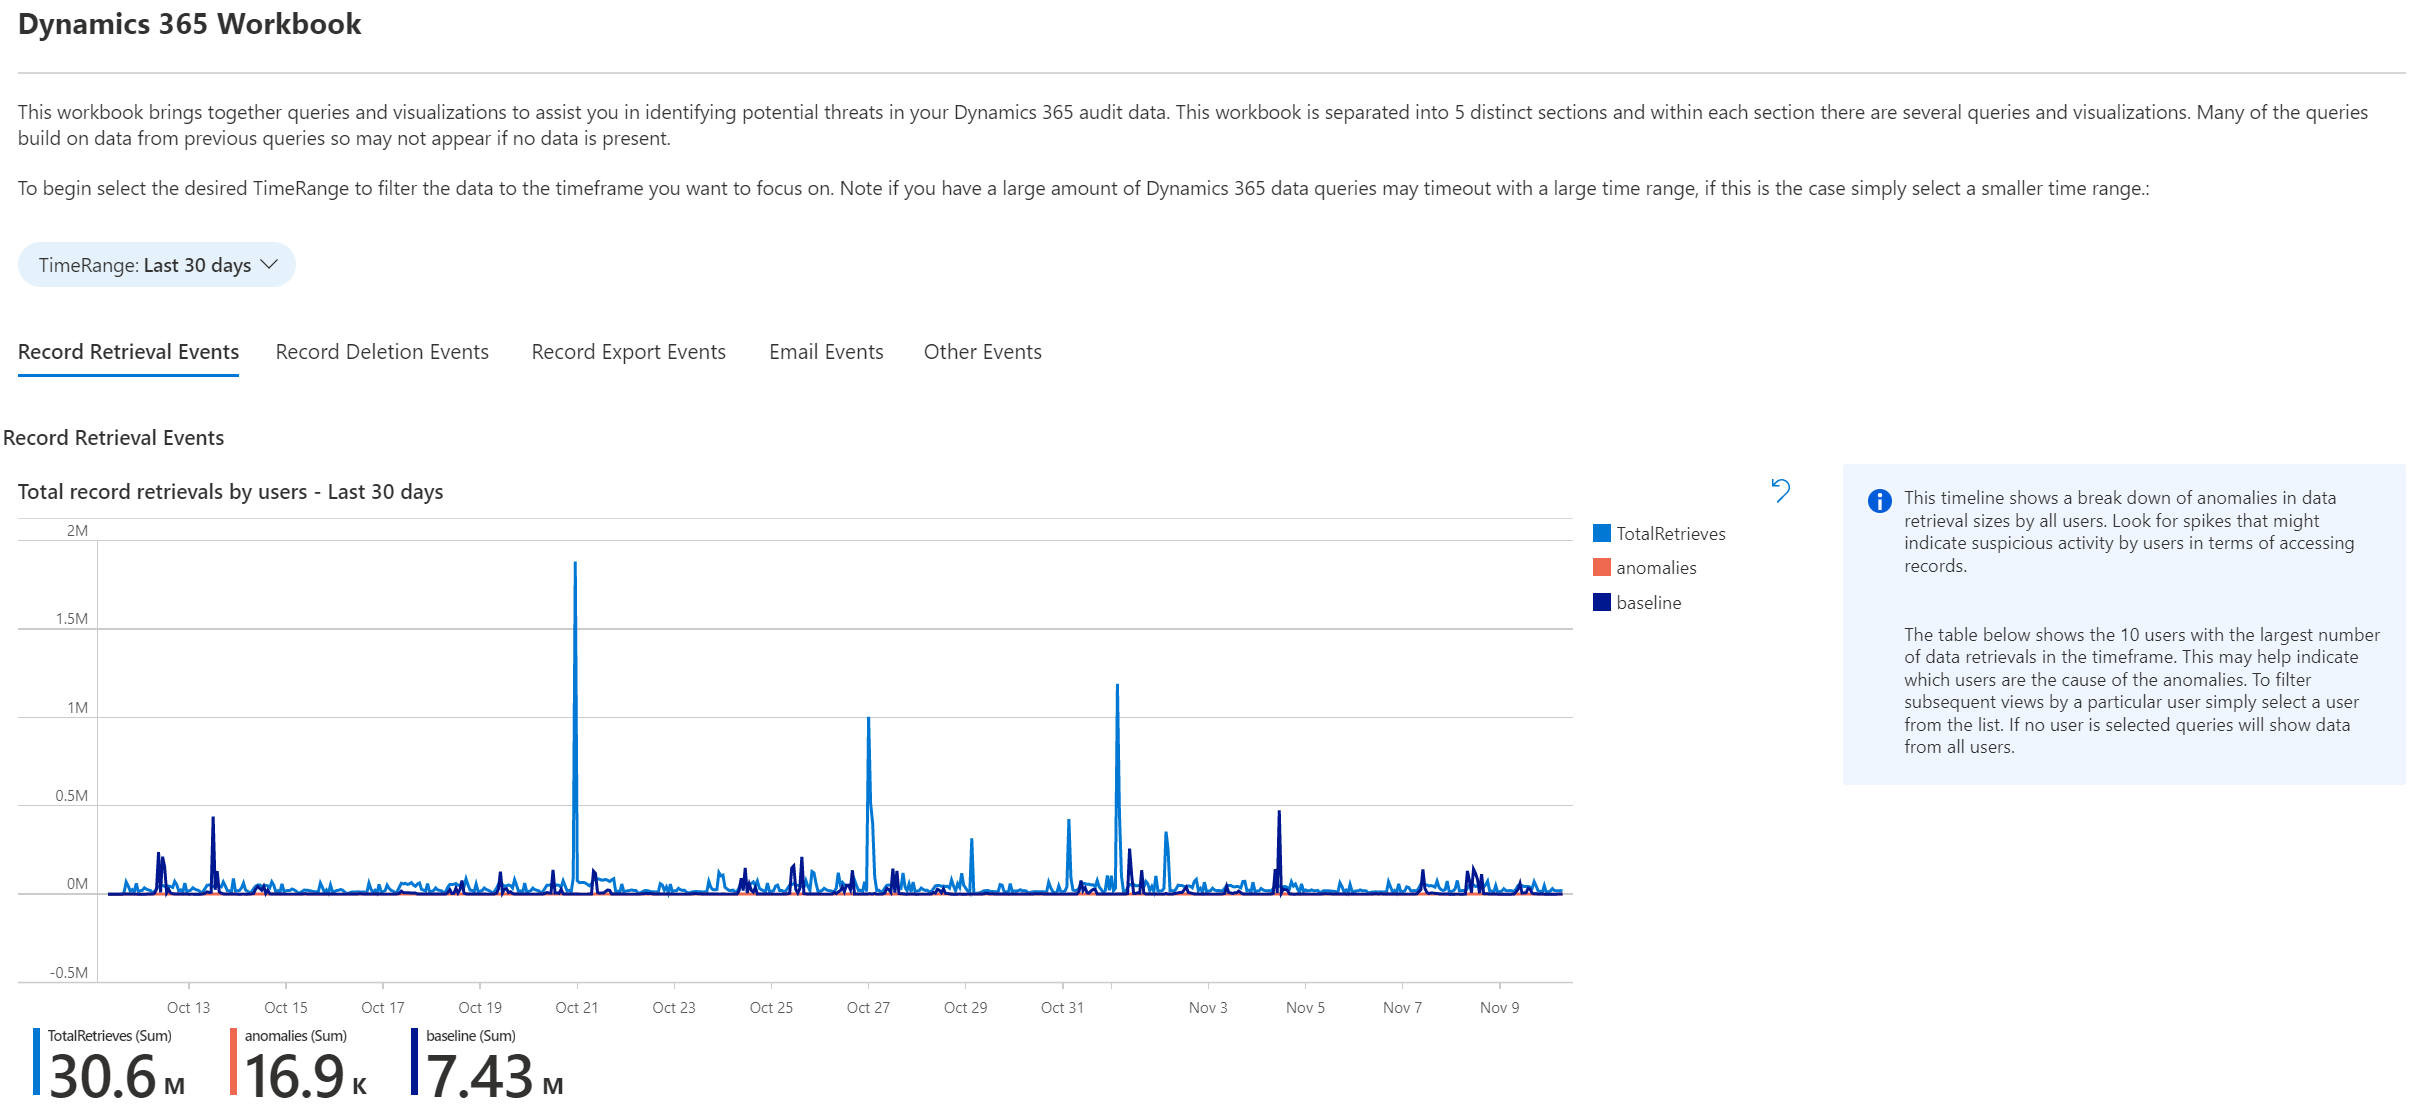 Dynamics 365 Workbook
This workbook brings together queries and visualizations to assist you in identifying potential threats in your Dynamics 365 audit data. This workbook is separated into 5 distinct sections and within each section there are several queries and visualizations. Many of the queries
build on data from previous queries so may not appear if no data is present.
To begin select the desired TimeRange to filter the data to the timeframe you want to focus on. Note if you have a large amount of Dynamics 365 data queries may timeout with a large time range, if this is the case simply select a smaller time range.:
TimeRange: Last 30 days
Record Retrieval Events Record Deletion Events Record Export Events Email Events Other Events
Record Retrieval Events
Total record retrievals by users - Last 30 days
2M
1.5M
1M
0.5M
0M
-0.5M
Oct 13 Oct 15 Oct 17 Oct 19 Oct 21 Oct 23 Oct 25 Oct 27 Oct 29 Oct 31 Nov 3 Nov 5 Nov 7 Nov 9
TotalRetrieves
anomalies
baseline
TotalRetrieves (Sum) anomalies (Sum) baseline (Sum)
30.6 M 16.9 K 7.43 M
This timeline shows a break down of anomalies in data
retrieval sizes by all users. Look for spikes that might
indicate suspicious activity by users in terms of accessing
records.
The table below shows the 10 users with the largest number
of data retrievals in the timeframe. This may help indicate
which users are the cause of the anomalies. To filter
subsequent views by a particular user simply select a user
from the list. If no user is selected queries will show data
from all users.